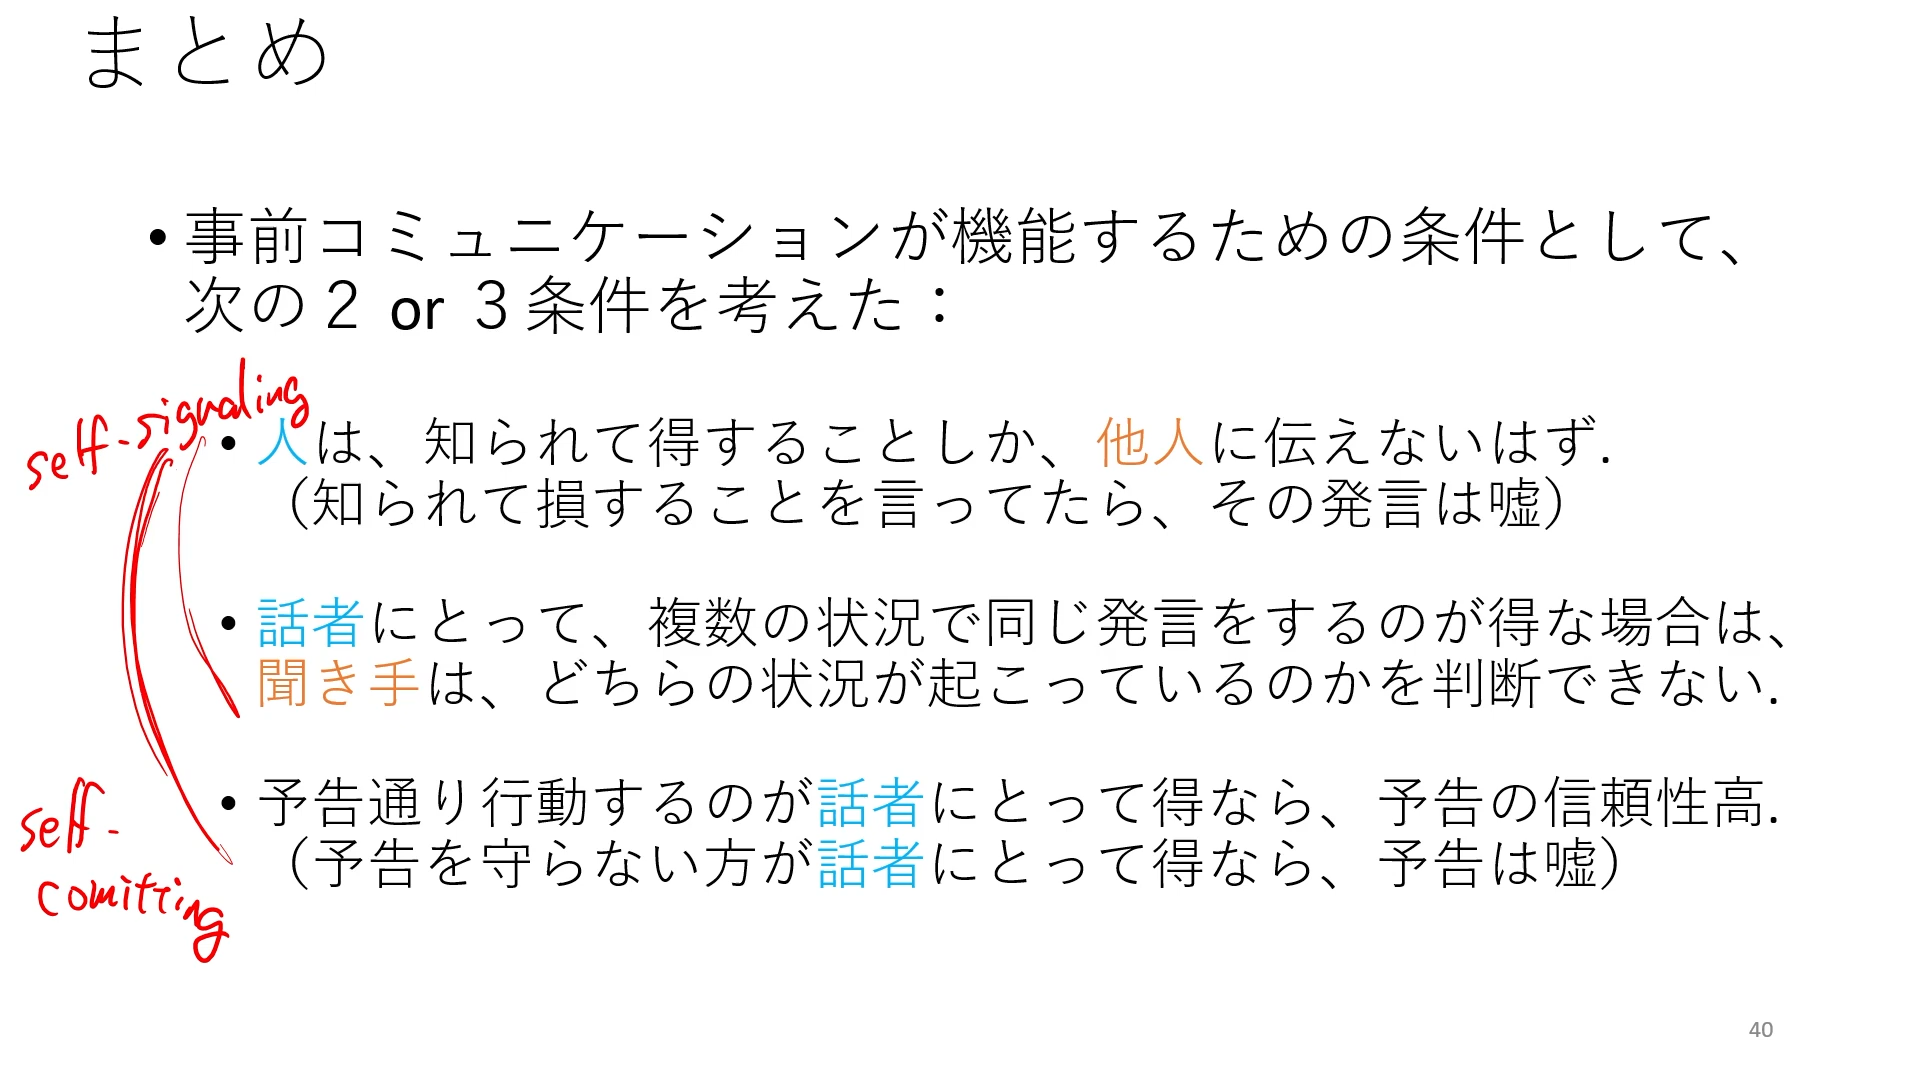 まとめ
• 事前コミュニケーションが機能するための条件として、
次の２ or ３条件を考えた：
self-signaling
• 人は、知られて得することしか、他人に伝えないはず.
（知られて損することを言ってたら、その発言は嘘）
• 話者にとって、複数の状況で同じ発言をするのが得な場合は、
聞き手は、どちらの状況が起こっているのかを判断できない.
self-
comitting
• 予告通り行動するのが話者にとって得なら、予告の信頼性高.
（予告を守らない方が話者にとって得なら、予告は嘘）
40